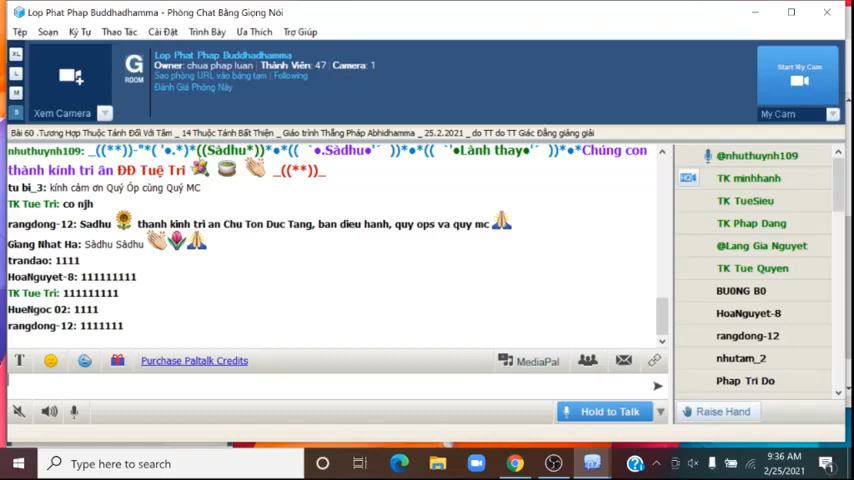 Lop Phat Phap Buddhadhamma - Phòng Chat Bằng Giọng Nói
Tệp Soạn Ký Tự Thao Tác Cài Đặt Trình Bày Ưa Thích Trợ Giúp
XL
L
M
S
Xem Camera
G
ROOM
Lop Phat Phap Buddhadhamma
Owner: chua phap luan | Thành Viên: 47 | Camera: 1
Sao phòng URL vào bảng tạm | Following
Đánh Giá Phòng Này
Start My Cam
My Cam
Bài 60 .Tương Hợp Thuộc Tánh Đối Với Tâm _ 14 Thuộc Tánh Bất Thiện _ Giáo trình Thắng Pháp Abhidhamma _ 25.2.2021 _ do TT do TT Giác Đẳng giảng giải
nhuthuynh109: _((**))-"*( '●.*)*((Sàdhu*))*●*(( `●.Sàdhu●'´ ))*●*(( `'●Lành thay●'´ ))*●*Chúng con
thành kính tri ân ĐĐ Tuệ Tri _((**))_
tu bi_3: kính cảm ơn Quý Óp cùng Quý MC
TK Tue Tri: co njh
rangdong-12: Sadhu thanh kinh tri an Chu Ton Duc Tang, ban dieu hanh, quy ops va quy mc
Giang Nhat Ha: Sàdhu Sàdhu
trandao: 1111
HoaNguyet-8: 111111111
TK Tue Tri: 111111111
HueNgoc 02: 1111
rangdong-12: 1111111
@nhuthuynh109
HD
TK minhhanh
TK TueSieu
TK Phap Dang
@Lang Gia Nguyet
TK Tue Quyen
BU0NG B0
HoaNguyet-8
rangdong-12
nhutam_2
Phap Tri Do
T
Purchase Paltalk Credits
MediaPal
Hold to Talk
Raise Hand
Type here to search
9:36 AM
2/25/2021
1